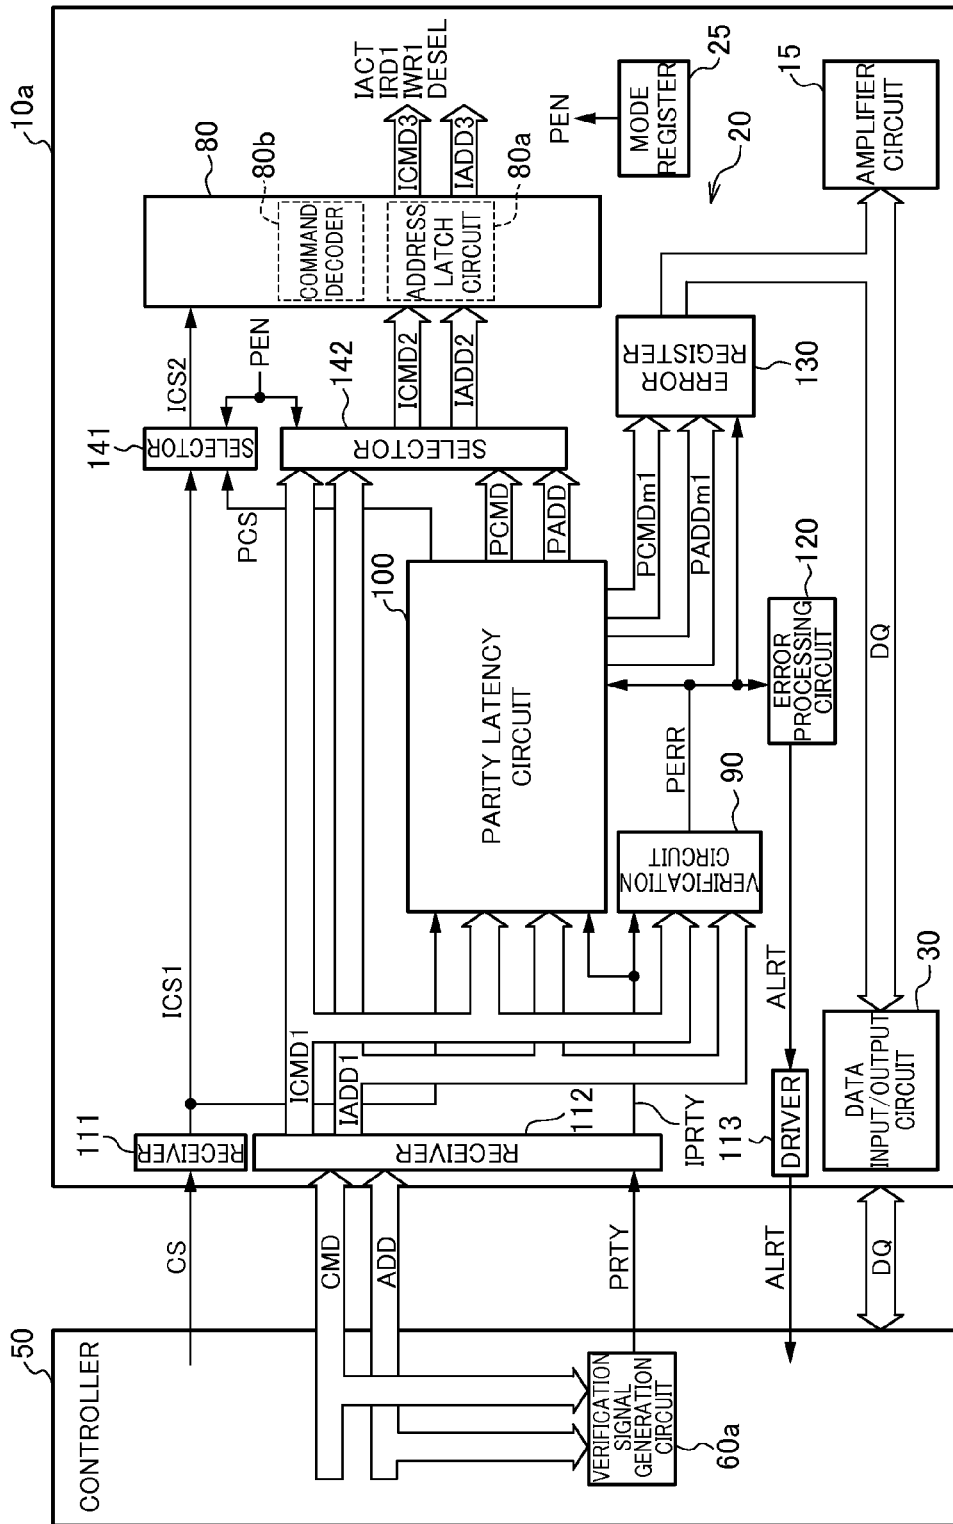 50
CONTROLLER
VERIFICATION
SIGNAL
GENERATION
CIRCUIT
60a
CS
CMD
ADD
PRTY
ALRT
DQ
10a
111
RECEIVER
112
RECEIVER
IPRTY
113
DRIVER
ALRT
DATA
INPUT/OUTPUT
CIRCUIT
30
ICS1
ICMD1
IADD1
VERIFICATION
CIRCUIT
90
PERR
PARITY LATENCY
CIRCUIT
100
PCS
PCMD
PADD
PCMDm1
PADDm1
ERROR
PROCESSING
CIRCUIT
120
ERROR
REGISTER
130
DQ
141
SELECTOR
142
SELECTOR
PEN
ICS2
ICMD2
IADD2
80
80b
COMMAND
DECODER
ADDRESS
LATCH
CIRCUIT
80a
ICMD3
IADD3
IACT
IRD1
IWR1
DESEL
PEN
MODE
REGISTER
25
20
AMPLIFIER
CIRCUIT
15